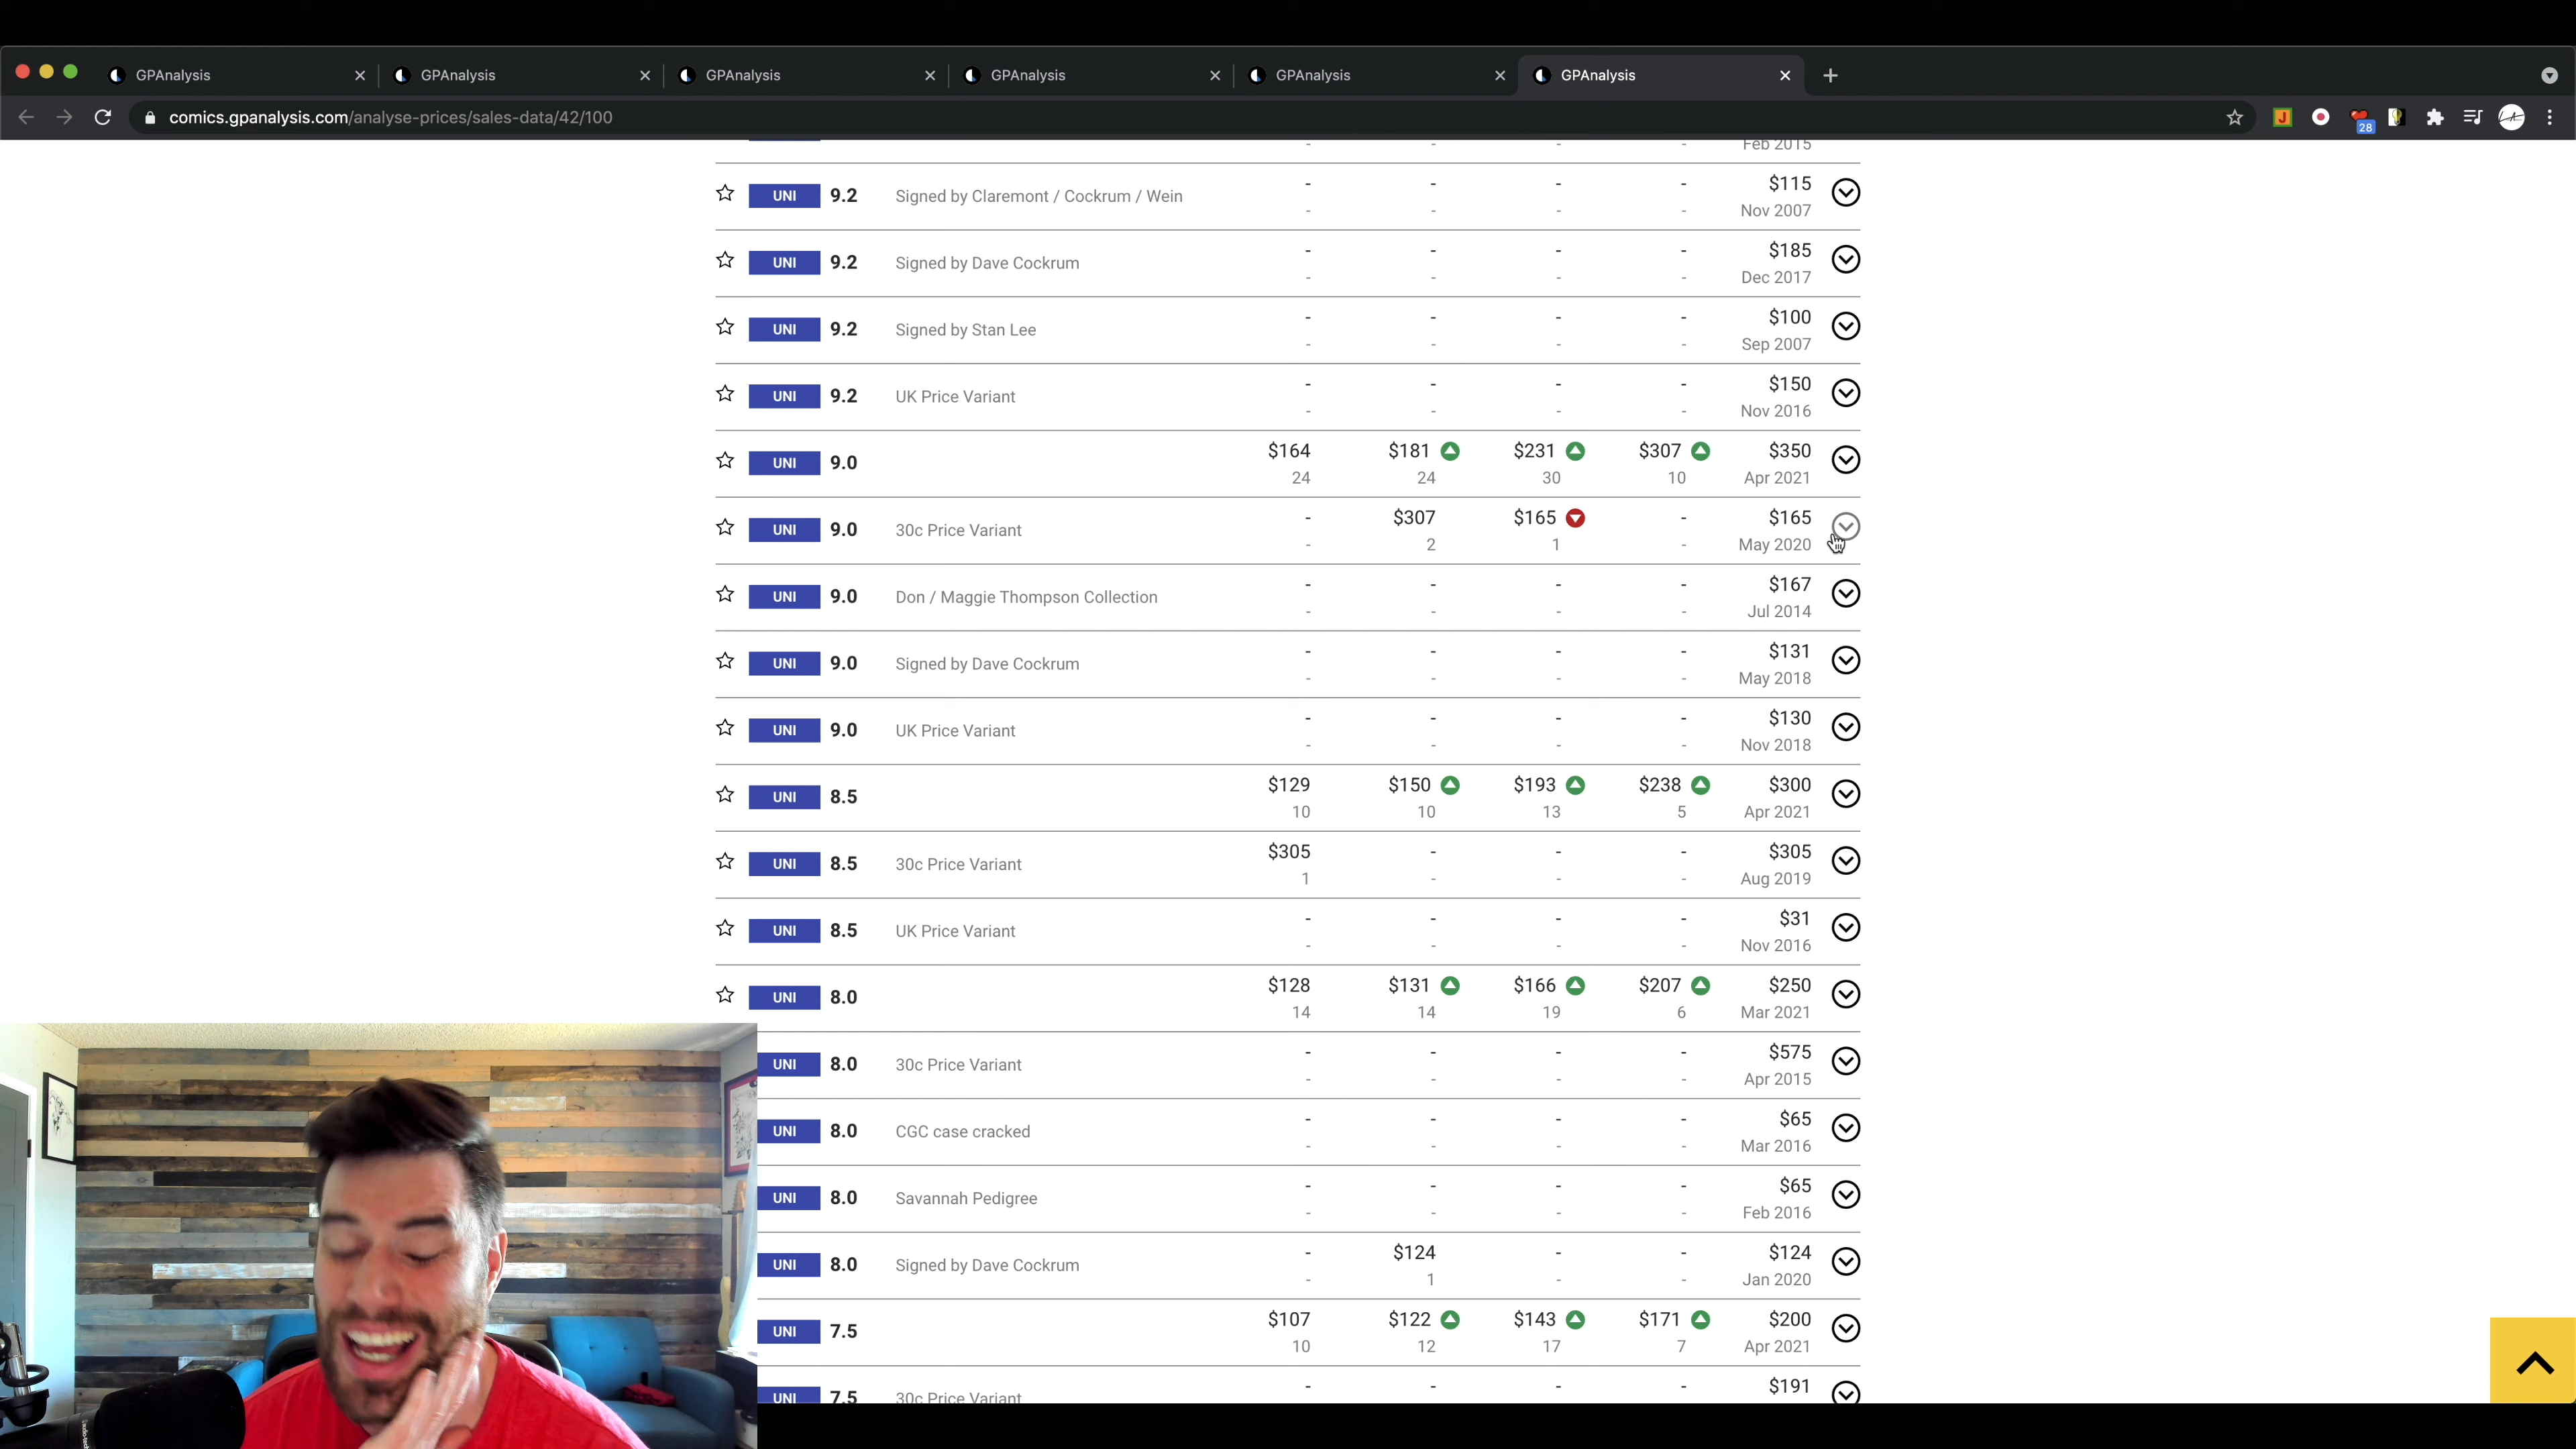 GPAnalysis GPAnalysis GPAnalysis GPAnalysis GPAnalysis GPAnalysis
comics.gpanalysis.com/analyse-prices/sales-data/42/100 J 28
- - - - Feb 2015
UNI 9.2 Signed by Claremont / Cockrum / Wein - - - - $115
- - - - Nov 2007
UNI 9.2 Signed by Dave Cockrum - - - - $185
- - - - Dec 2017
UNI 9.2 Signed by Stan Lee - - - - $100
- - - - Sep 2007
UNI 9.2 UK Price Variant - - - - $150
- - - - Nov 2016
UNI 9.0 $164 $181 $231 $307 $350
24 24 30 10 Apr 2021
UNI 9.0 30c Price Variant - $307 $165 - $165
- 2 1 - May 2020
UNI 9.0 Don / Maggie Thompson Collection - - - - $167
- - - - Jul 2014
UNI 9.0 Signed by Dave Cockrum - - - - $131
- - - - May 2018
UNI 9.0 UK Price Variant - - - - $130
- - - - Nov 2018
UNI 8.5 $129 $150 $193 $238 $300
10 10 13 5 Apr 2021
UNI 8.5 30c Price Variant $305 - - - $305
1 - - - Aug 2019
UNI 8.5 UK Price Variant - - - - $31
- - - - Nov 2016
UNI 8.0 $128 $131 $166 $207 $250
14 14 19 6 Mar 2021
UNI 8.0 30c Price Variant - - - - $575
- - - - Apr 2015
UNI 8.0 CGC case cracked - - - - $65
- - - - Mar 2016
UNI 8.0 Savannah Pedigree - - - - $65
- - - - Feb 2016
UNI 8.0 Signed by Dave Cockrum - $124 - - $124
- 1 - - Jan 2020
UNI 7.5 $107 $122 $143 $171 $200
10 12 17 7 Apr 2021
UNI 7.5 30c Price Variant - - - - $191